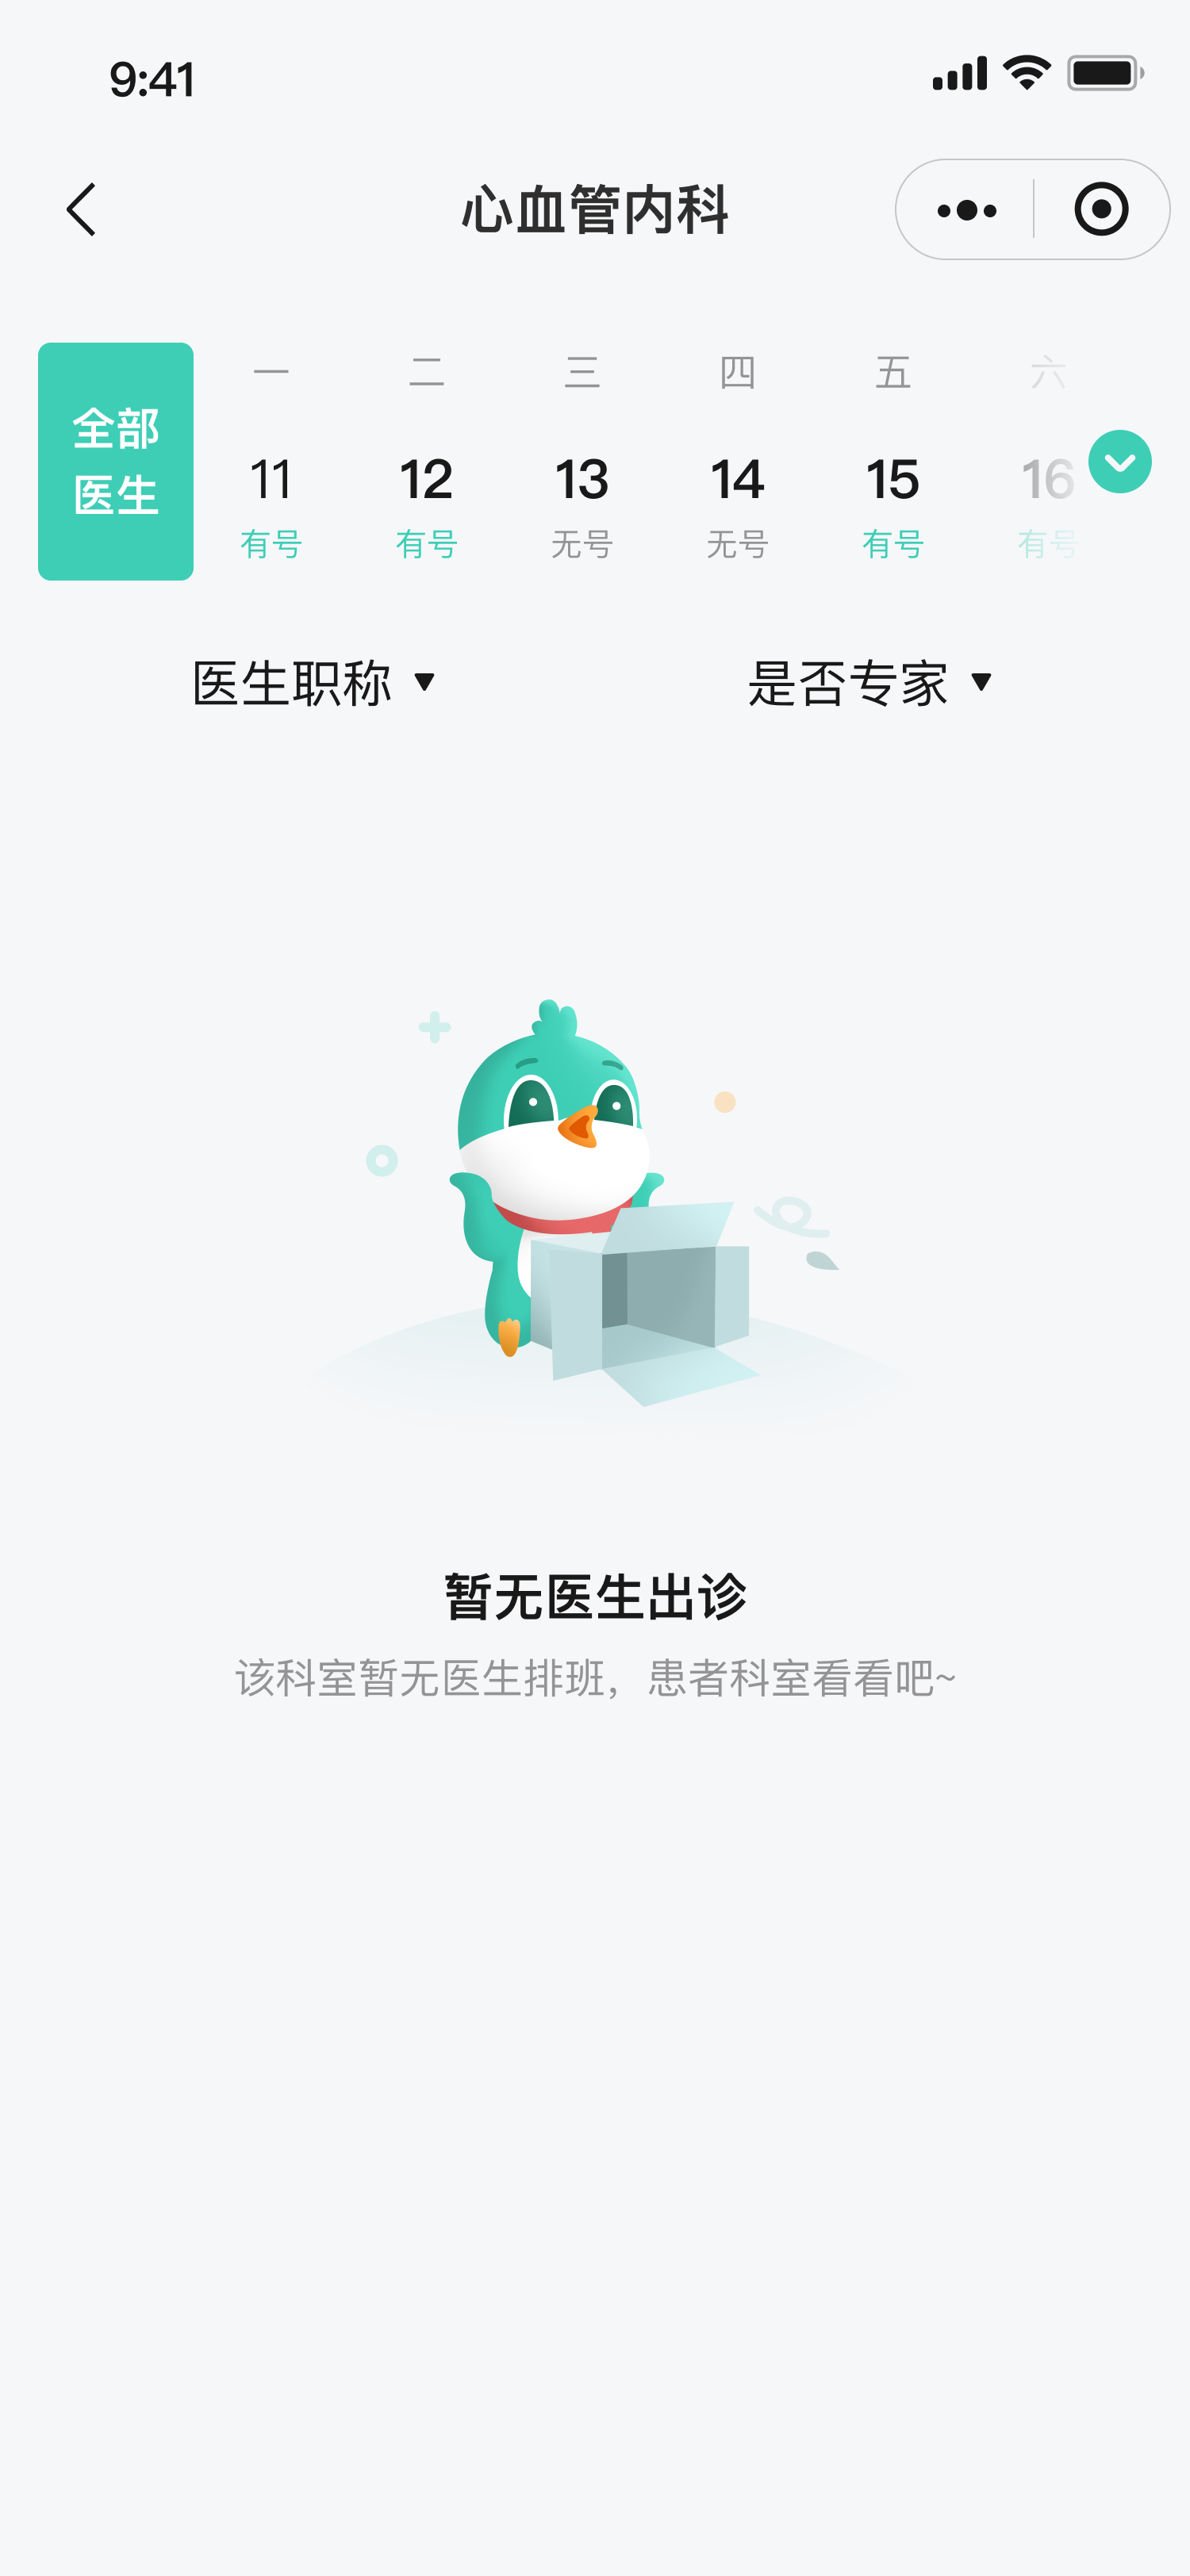 9:41
心血管内科
全部
医生
一 二 三 四 五 六
11 12 13 14 15 16
有号 有号 无号 无号 有号 有号
医生职称 是否专家
暂无医生出诊
该科室暂无医生排班，患者科室看看吧~